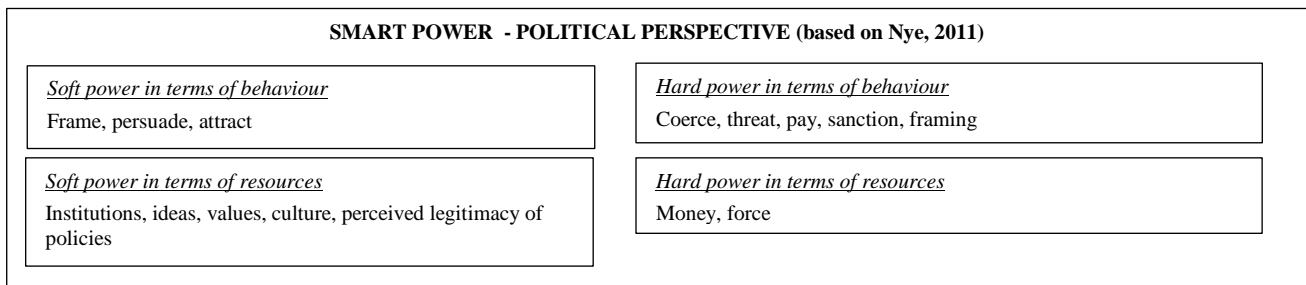 SMART POWER - POLITICAL PERSPECTIVE (based on Nye, 2011)
Soft power in terms of behaviour
Frame, persuade, attract
Hard power in terms of behaviour
Coerce, threat, pay, sanction, framing
Soft power in terms of resources
Institutions, ideas, values, culture, perceived legitimacy of
policies
Hard power in terms of resources
Money, force